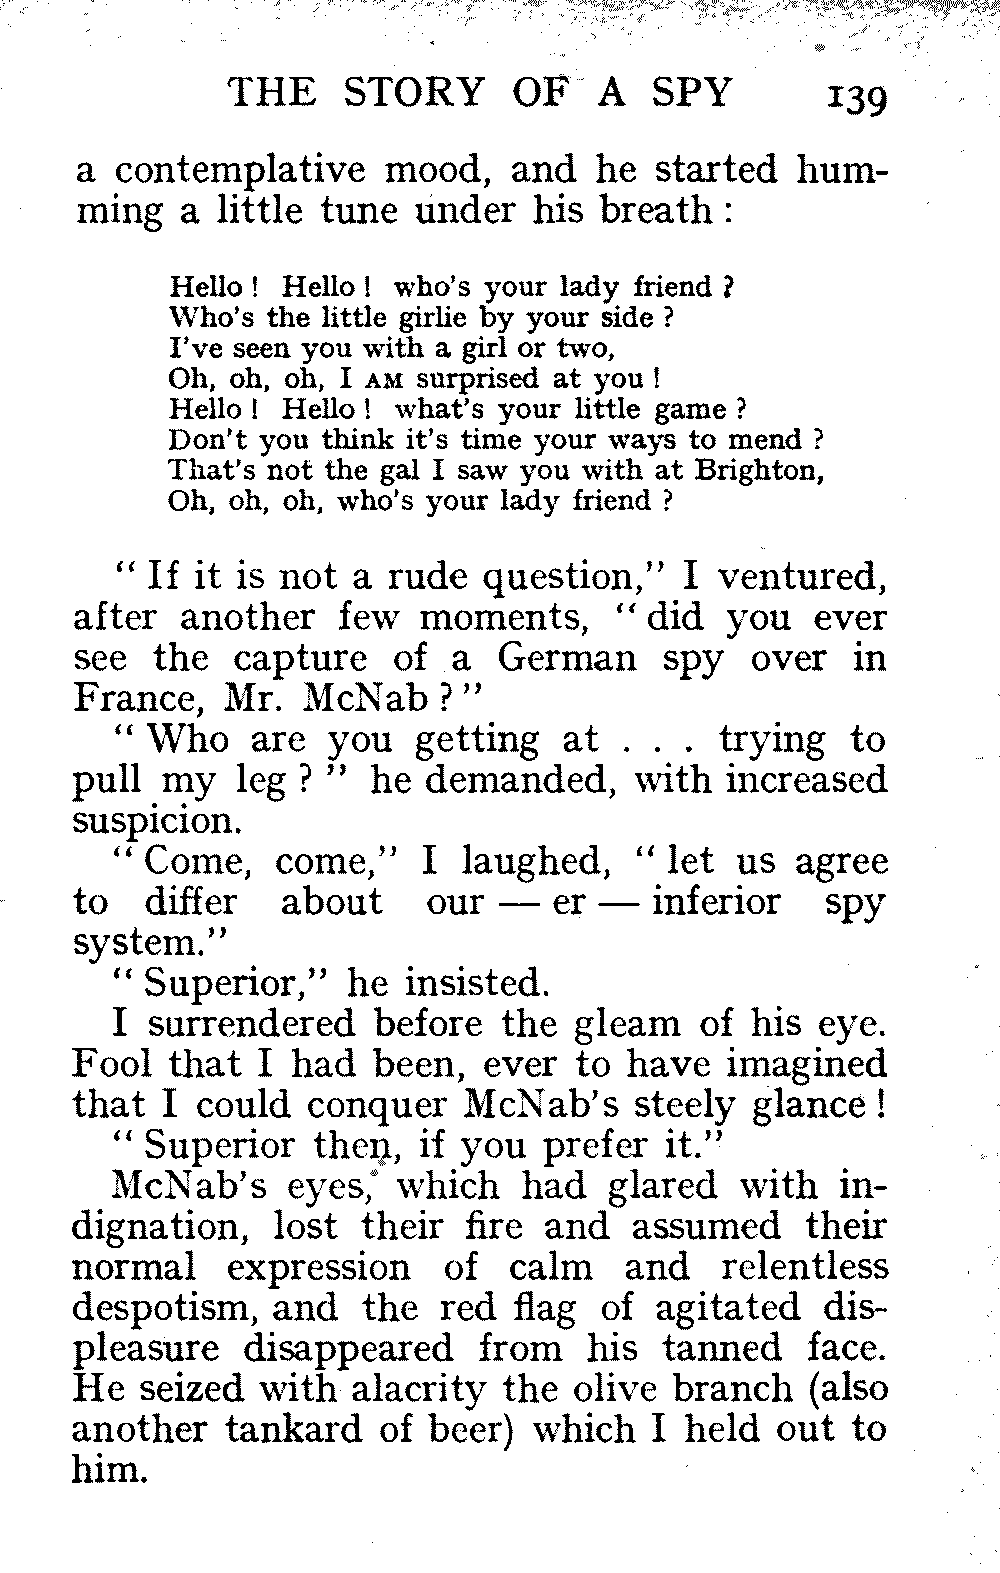 THE STORY OF A SPY 139
a contemplative mood, and he started hum-
ming a little tune under his breath :
Hello ! Hello ! who's your lady friend ?
Who's the little girlie by your side ?
I've seen you with a girl or two,
Oh, oh, oh, I AM surprised at you !
Hello ! Hello ! what's your little game ?
Don't you think it's time your ways to mend ?
That's not the gal I saw you with at Brighton,
Oh, oh, oh, who's your lady friend ?
“ If it is not a rude question,” I ventured,
after another few moments, “ did you ever
see the capture of a German spy over in
France, Mr. McNab ? ”
“ Who are you getting at . . . trying to
pull my leg ? ” he demanded, with increased
suspicion.
“ Come, come,” I laughed, “ let us agree
to differ about our — er — inferior spy
system.”
“ Superior,” he insisted.
I surrendered before the gleam of his eye.
Fool that I had been, ever to have imagined
that I could conquer McNab's steely glance !
“ Superior then, if you prefer it.”
McNab's eyes, which had glared with in-
dignation, lost their fire and assumed their
normal expression of calm and relentless
despotism, and the red flag of agitated dis-
pleasure disappeared from his tanned face.
He seized with alacrity the olive branch (also
another tankard of beer) which I held out to
him.